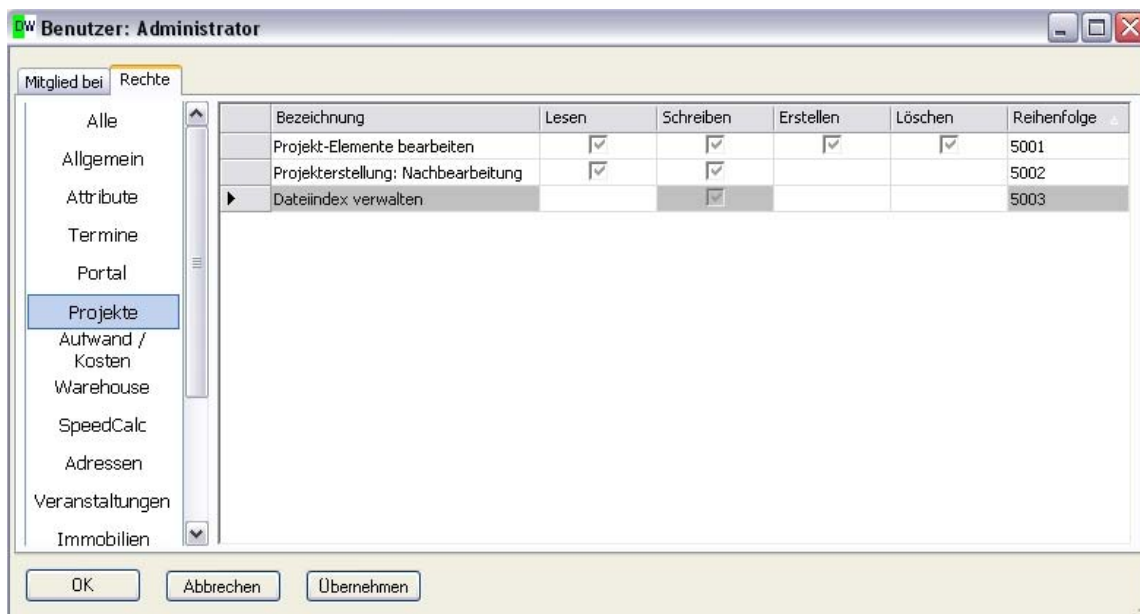 DW Benutzer: Administrator
Mitglied bei Rechte
Alle
Allgemein
Attribute
Termine
Portal
Projekte
Aufwand /
Kosten
Warehouse
SpeedCalc
Adressen
Veranstaltungen
Immobilien
Bezeichnung Lesen Schreiben Erstellen Löschen Reihenfolge
Projekt-Elemente bearbeiten 5001
Projekterstellung: Nachbearbeitung 5002
Dateiindex verwalten 5003
OK Abbrechen Übernehmen